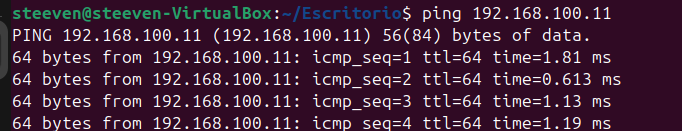 steeven@steeven-VirtualBox:~/Escritorio$ ping 192.168.100.11
PING 192.168.100.11 (192.168.100.11) 56(84) bytes of data.
64 bytes from 192.168.100.11: icmp_seq=1 ttl=64 time=1.81 ms
64 bytes from 192.168.100.11: icmp_seq=2 ttl=64 time=0.613 ms
64 bytes from 192.168.100.11: icmp_seq=3 ttl=64 time=1.13 ms
64 bytes from 192.168.100.11: icmp_seq=4 ttl=64 time=1.19 ms